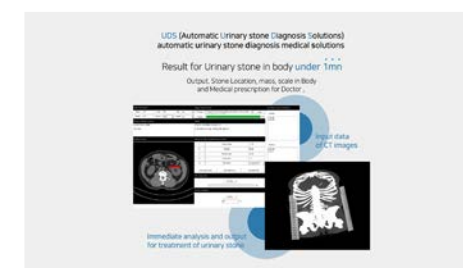 UDS (Automatic Urinary stone Diagnosis Solutions)
automatic urinary stone diagnosis medical solutions
Result for Urinary stone in body under 1mn
Output, Stone Location, mass, scale in Body
and Medical prescription for Doctor .
Input data
of CT images
Immediate analysis and output
for treatment of urinary stone